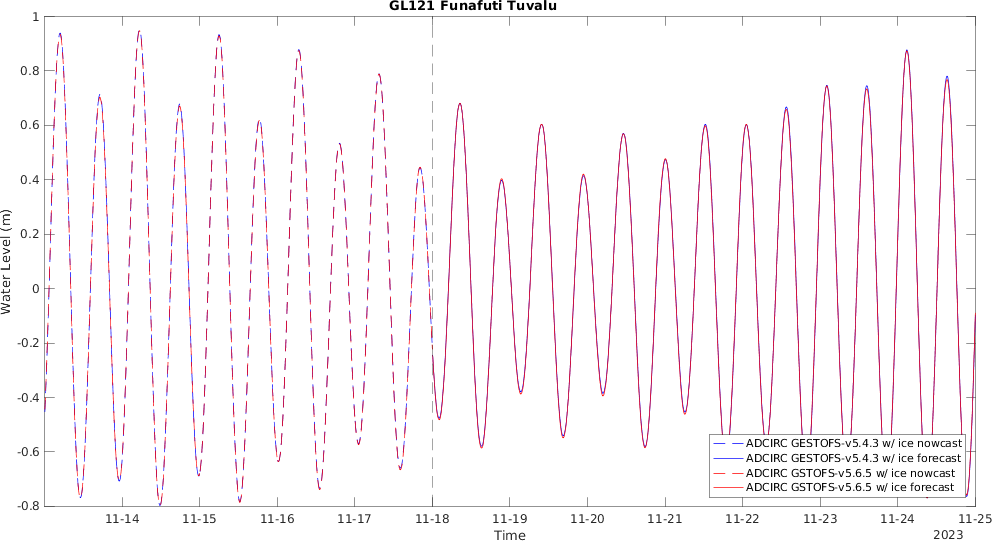 GL121 Funafuti Tuvalu
1
0.8
0.6
0.4
0.2
0
-0.2
-0.4
-0.6
-0.8
Water Level (m)
ADCIRC GESTOFS-v5.4.3 w/ ice nowcast
ADCIRC GESTOFS-v5.4.3 w/ ice forecast
ADCIRC GSTOFS-v5.6.5 w/ ice nowcast
ADCIRC GSTOFS-v5.6.5 w/ ice forecast
11-14 11-15 11-16 11-17 11-18 11-19 11-20 11-21 11-22 11-23 11-24 11-25
Time
2023